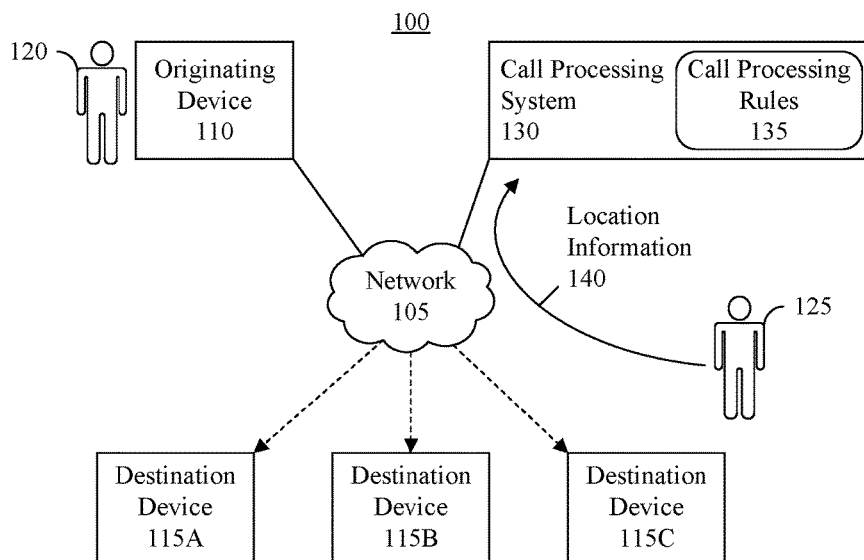 100
120
Originating
Device
110
Call Processing
System
130
Call Processing
Rules
135
Location
Information
140
Network
105
125
Destination
Device
115A
Destination
Device
115B
Destination
Device
115C